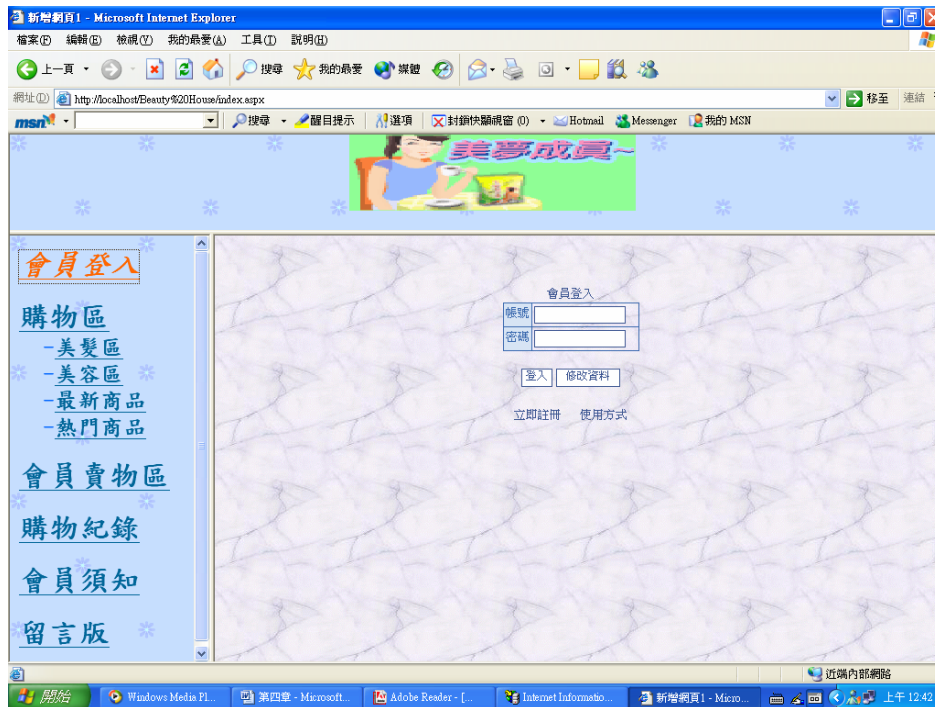 新增網頁1 - Microsoft Internet Explorer
檔案(F) 編輯(E) 檢視(V) 我的最愛(A) 工具(T) 說明(H)
上一頁 搜尋 我的最愛 媒體
網址(D) http://localhost/Beauty%20House/index.aspx 移至 連結
msn 搜尋 醒目提示 選項 封鎖快顯視窗 (0) Hotmail Messenger 我的 MSN
美夢成真~
會員登入
購物區
-美髮區
-美容區
-最新商品
-熱門商品
會員賣物區
購物紀錄
會員須知
留言版
會員登入
帳號
密碼
登入 修改資料
立即註冊 使用方式
近端內部網路
開始 Windows Media Pl... 第四章 - Microsoft... Adobe Reader - [... Internet Informatio... 新增網頁1 - Micro... 上午 12:42